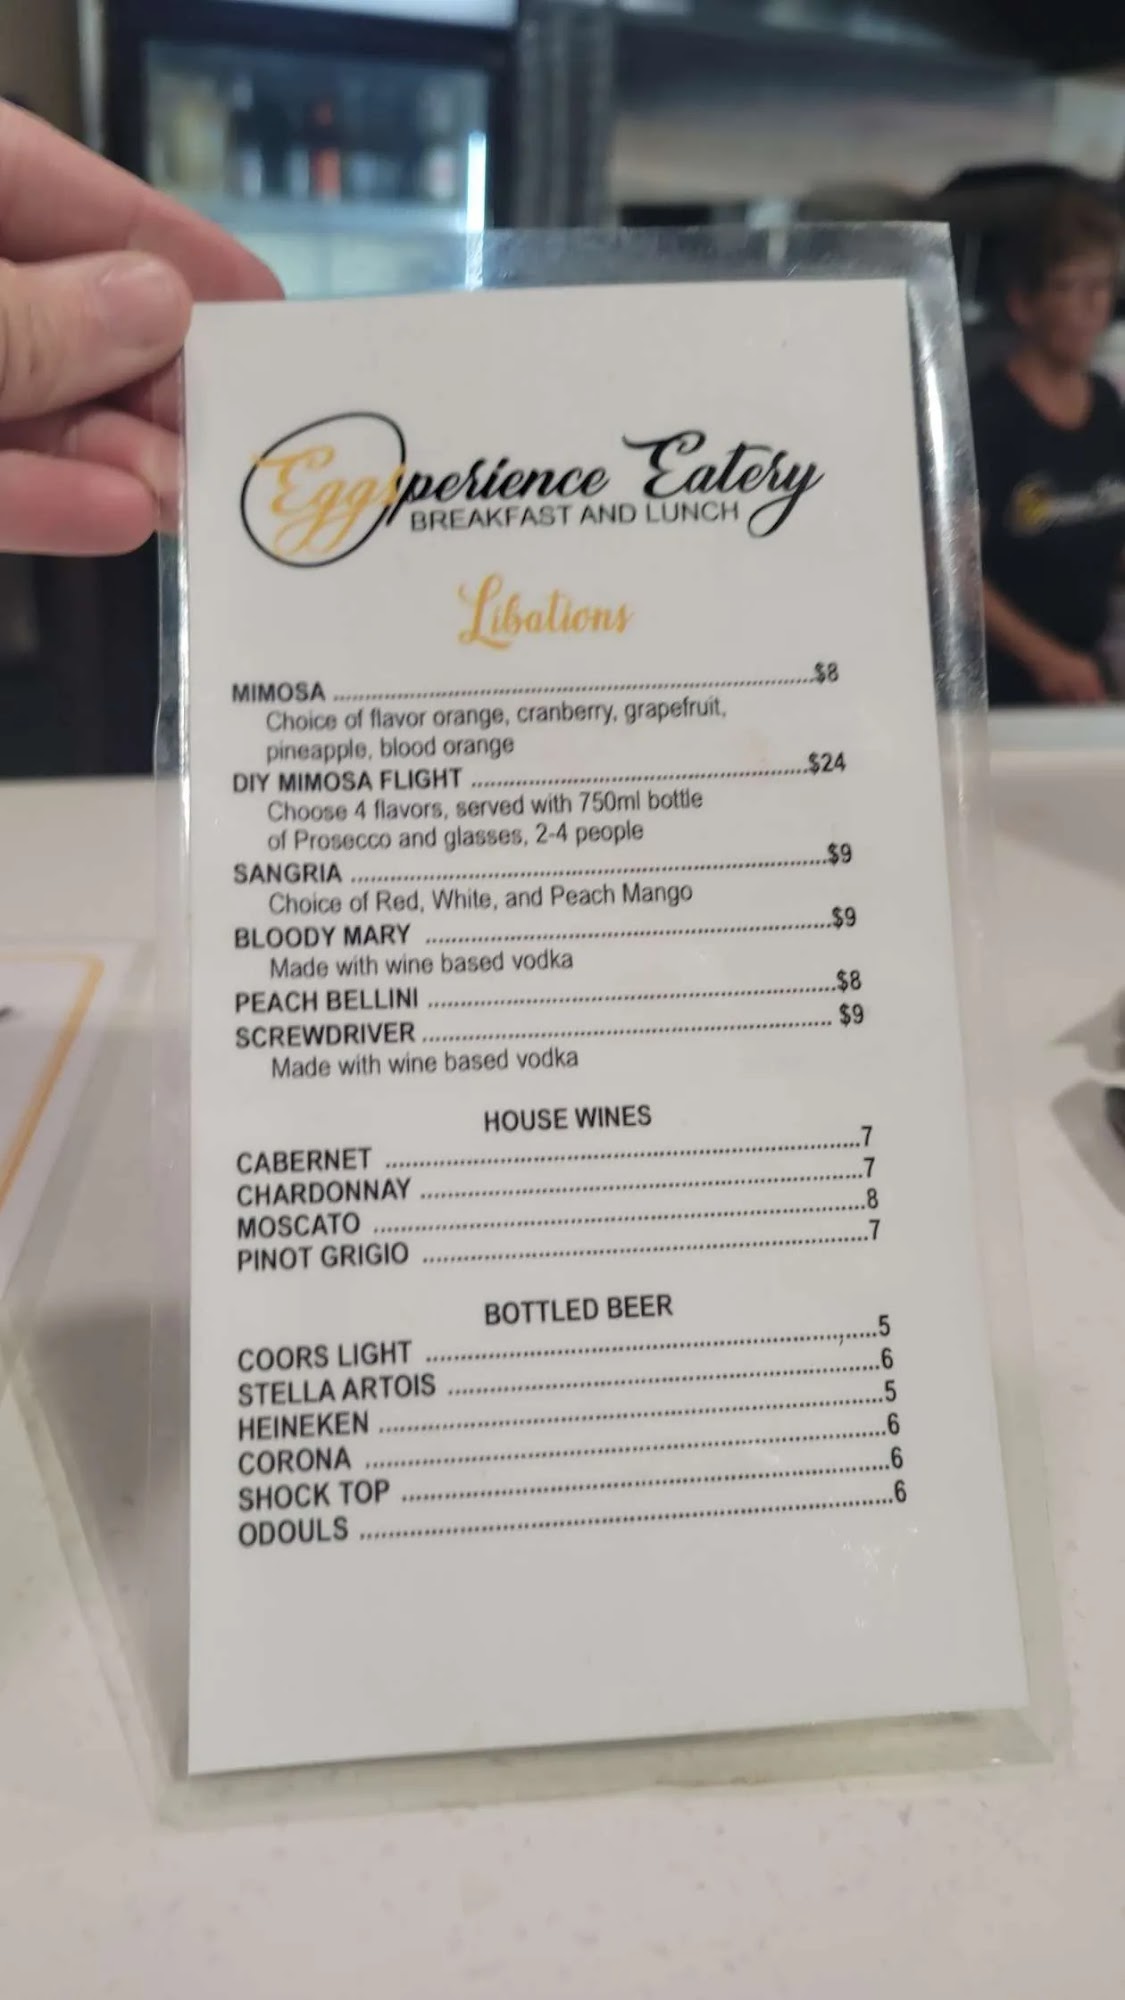 Eggsperience Eatery
BREAKFAST AND LUNCH
Libations
MIMOSA ........ $8
Choice of flavor orange, cranberry, grapefruit,
pineapple, blood orange
DIY MIMOSA FLIGHT ........ $24
Choose 4 flavors, served with 750ml bottle
of Prosecco and glasses, 2-4 people
SANGRIA ........ $9
Choice of Red, White, and Peach Mango
BLOODY MARY ........ $9
Made with wine based vodka
PEACH BELLINI ........ $8
SCREWDRIVER ........ $9
Made with wine based vodka
HOUSE WINES
CABERNET ........ 7
CHARDONNAY ........ 7
MOSCATO ........ 8
PINOT GRIGIO ........ 7
BOTTLED BEER
COORS LIGHT ........ 5
STELLA ARTOIS ........ 6
HEINEKEN ........ 5
CORONA ........ 6
SHOCK TOP ........ 6
ODOULS ........ 6